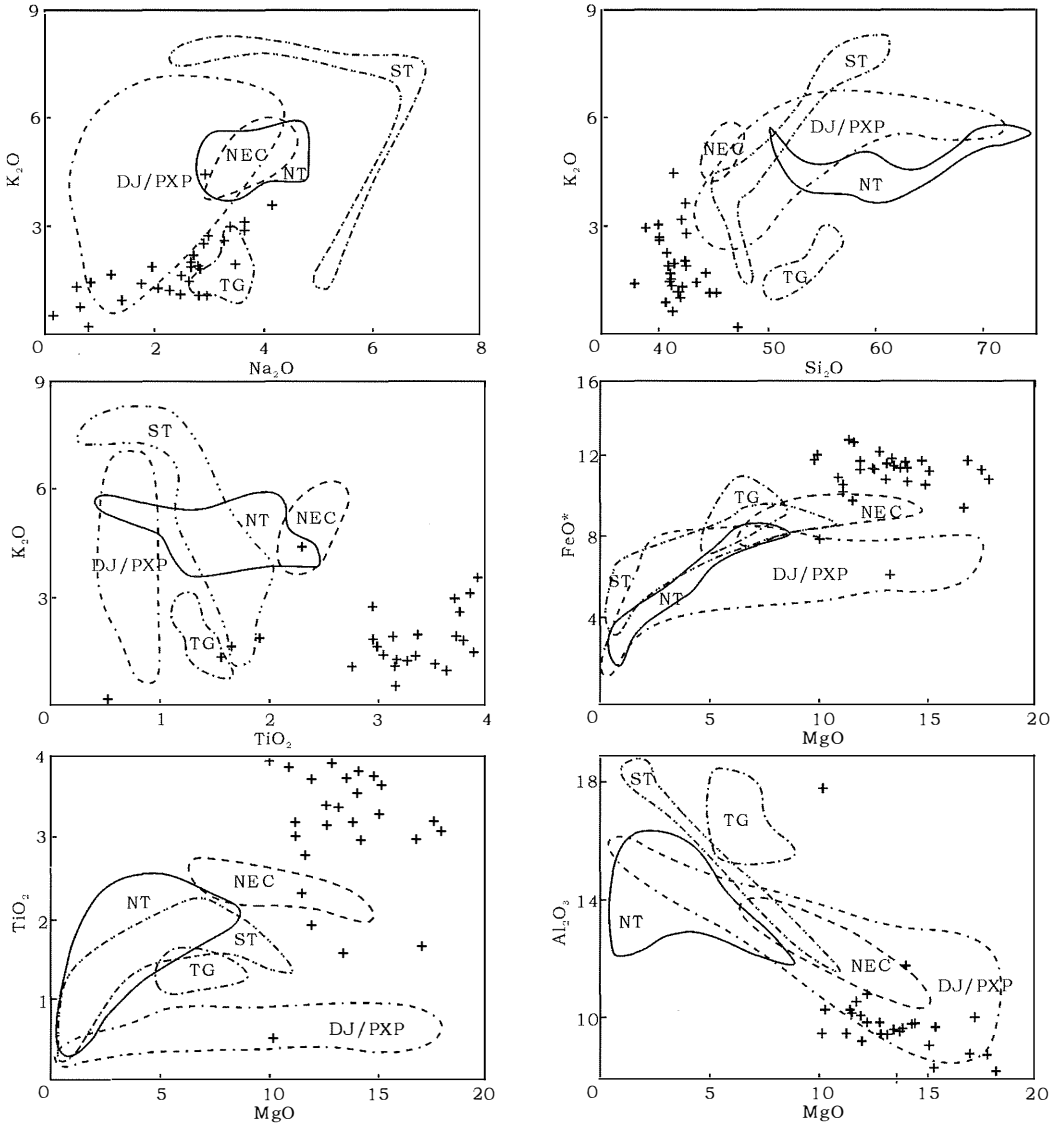 9
6
3
0
K₂O
ST
NEC
DJ/PXP
NT
TG
2
4
6
8
Na₂O
9
6
3
0
K₂O
ST
DJ/PXP
NEC
NT
TG
40
50
60
70
Si₂O
9
6
3
0
K₂O
ST
NT
NEC
DJ/PXP
TG
1
2
3
4
TiO₂
16
12
8
4
0
FeO*
TG
NEC
ST
NT
DJ/PXP
5
10
15
20
MgO
4
3
2
1
0
TiO₂
NT
NEC
ST
TG
DJ/PXP
5
10
15
20
MgO
18
14
10
0
Al₂O₃
ST
TG
NT
NEC
DJ/PXP
5
10
15
20
MgO